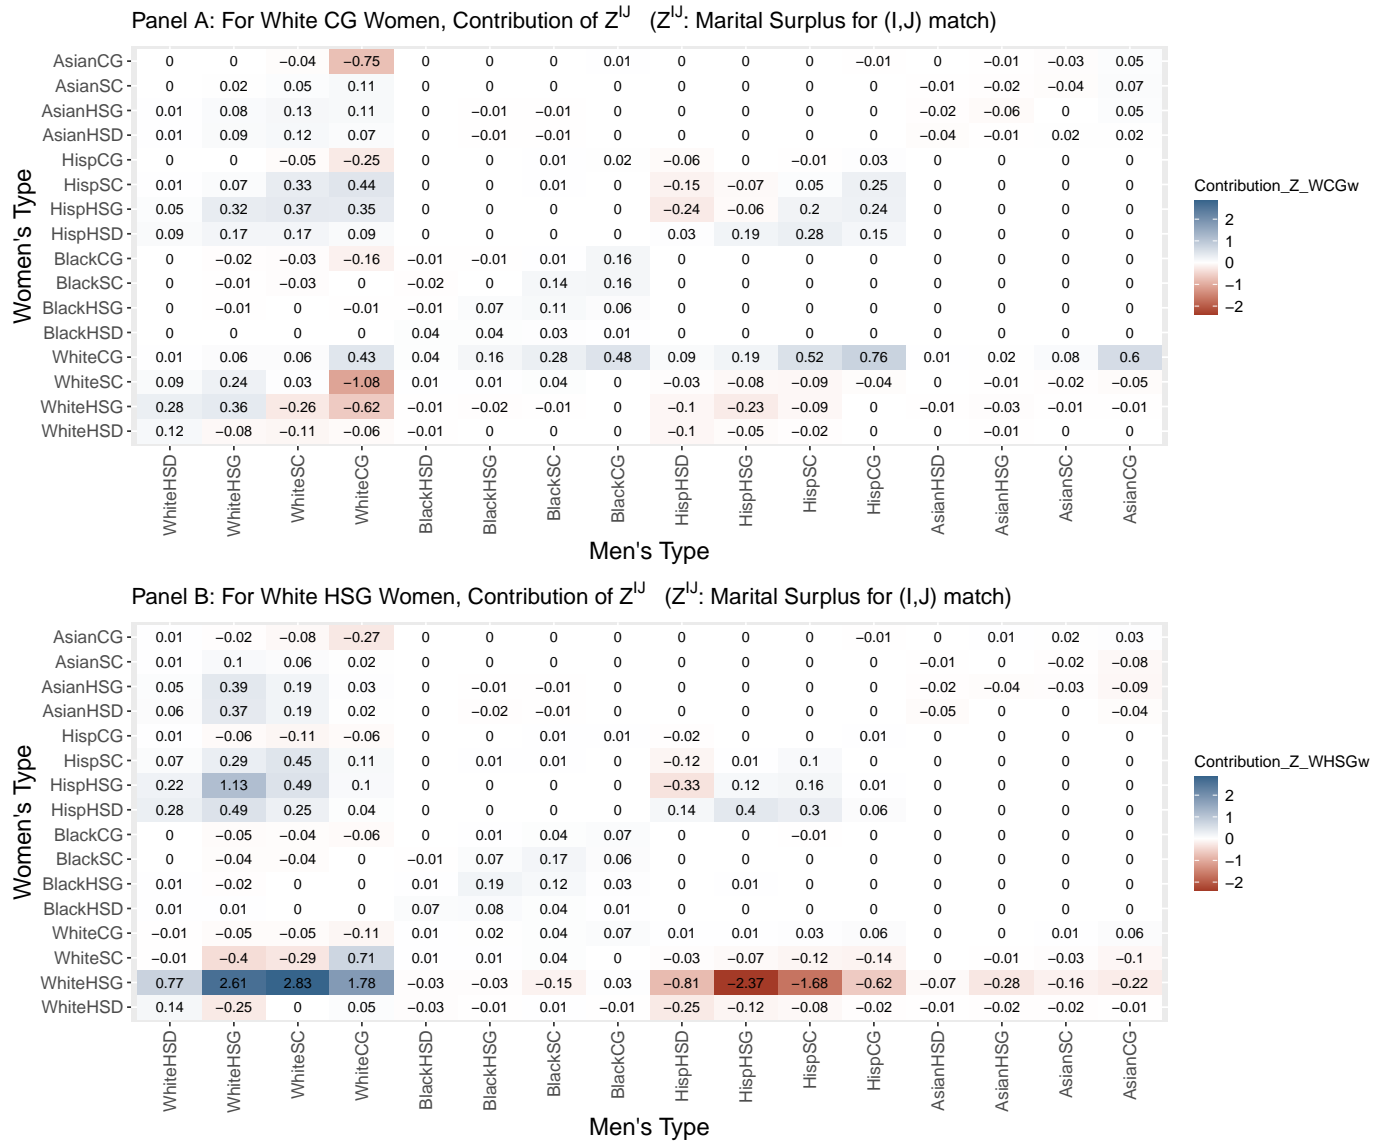 Panel A: For White CG Women, Contribution of Z^IJ (Z^IJ: Marital Surplus for (I,J) match)
AsianCG 0 0 −0.04 −0.75 0 0 0 0.01 0 0 0 −0.01 0 −0.01 −0.03 0.05
AsianSC 0 0.02 0.05 0.11 0 0 0 0 0 0 0 0 −0.01 −0.02 −0.04 0.07
AsianHSG 0.01 0.08 0.13 0.11 0 −0.01 −0.01 0 0 0 0 0 −0.02 −0.06 0 0.05
AsianHSD 0.01 0.09 0.12 0.07 0 −0.01 −0.01 0 0 0 0 0 −0.04 −0.01 0.02 0.02
HispCG 0 0 −0.05 −0.25 0 0 0.01 0.02 −0.06 0 −0.01 0.03 0 0 0 0
HispSC 0.01 0.07 0.33 0.44 0 0 0.01 0 −0.15 −0.07 0.05 0.25 0 0 0 0
HispHSG 0.05 0.32 0.37 0.35 0 0 0 0 −0.24 −0.06 0.2 0.24 0 0 0 0
HispHSD 0.09 0.17 0.17 0.09 0 0 0 0 0.03 0.19 0.28 0.15 0 0 0 0
BlackCG 0 −0.02 −0.03 −0.16 −0.01 −0.01 0.01 0.16 0 0 0 0 0 0 0 0
BlackSC 0 −0.01 −0.03 0 −0.02 0 0.14 0.16 0 0 0 0 0 0 0 0
BlackHSG 0 −0.01 0 −0.01 −0.01 0.07 0.11 0.06 0 0 0 0 0 0 0 0
BlackHSD 0 0 0 0 0.04 0.04 0.03 0.01 0 0 0 0 0 0 0 0
WhiteCG 0.01 0.06 0.06 0.43 0.04 0.16 0.28 0.48 0.09 0.19 0.52 0.76 0.01 0.02 0.08 0.6
WhiteSC 0.09 0.24 0.03 −1.08 0.01 0.01 0.04 0 −0.03 −0.08 −0.09 −0.04 0 −0.01 −0.02 −0.05
WhiteHSG 0.28 0.36 −0.26 −0.62 −0.01 −0.02 −0.01 0 −0.1 −0.23 −0.09 0 −0.01 −0.03 −0.01 −0.01
WhiteHSD 0.12 −0.08 −0.11 −0.06 −0.01 0 0 0 −0.1 −0.05 −0.02 0 0 −0.01 0 0
WhiteHSD WhiteHSG WhiteSC WhiteCG BlackHSD BlackHSG BlackSC BlackCG HispHSD HispHSG HispSC HispCG AsianHSD AsianHSG AsianSC AsianCG
Men's Type
Women's Type
Contribution_Z_WCGw
2
1
0
−1
−2
Panel B: For White HSG Women, Contribution of Z^IJ (Z^IJ: Marital Surplus for (I,J) match)
AsianCG 0.01 −0.02 −0.08 −0.27 0 0 0 0 0 0 0 −0.01 0 0.01 0.02 0.03
AsianSC 0.01 0.1 0.06 0.02 0 0 0 0 0 0 0 0 −0.01 0 −0.02 −0.08
AsianHSG 0.05 0.39 0.19 0.03 0 −0.01 −0.01 0 0 0 0 0 −0.02 −0.04 −0.03 −0.09
AsianHSD 0.06 0.37 0.19 0.02 0 −0.02 −0.01 0 0 0 0 0 −0.05 0 0 −0.04
HispCG 0.01 −0.06 −0.11 −0.06 0 0 0.01 0.01 −0.02 0 0 0.01 0 0 0 0
HispSC 0.07 0.29 0.45 0.11 0 0.01 0.01 0 −0.12 0.01 0.1 0 0 0 0 0
HispHSG 0.22 1.13 0.49 0.1 0 0 0 0 −0.33 0.12 0.16 0.01 0 0 0 0
HispHSD 0.28 0.49 0.25 0.04 0 0 0 0 0.14 0.4 0.3 0.06 0 0 0 0
BlackCG 0 −0.05 −0.04 −0.06 0 0.01 0.04 0.07 0 0 −0.01 0 0 0 0 0
BlackSC 0 −0.04 −0.04 0 −0.01 0.07 0.17 0.06 0 0 0 0 0 0 0 0
BlackHSG 0.01 −0.02 0 0 0.01 0.19 0.12 0.03 0 0.01 0 0 0 0 0 0
BlackHSD 0.01 0.01 0 0 0.07 0.08 0.04 0.01 0 0 0 0 0 0 0 0
WhiteCG −0.01 −0.05 −0.05 −0.11 0.01 0.02 0.04 0.07 0.01 0.01 0.03 0.06 0 0 0.01 0.06
WhiteSC −0.01 −0.4 −0.29 0.71 0.01 0.01 0.04 0 −0.03 −0.07 −0.12 −0.14 0 −0.01 −0.03 −0.1
WhiteHSG 0.77 2.61 2.83 1.78 −0.03 −0.03 −0.15 0.03 −0.81 −2.37 −1.68 −0.62 −0.07 −0.28 −0.16 −0.22
WhiteHSD 0.14 −0.25 0 0.05 −0.03 −0.01 0.01 −0.01 −0.25 −0.12 −0.08 −0.02 −0.01 −0.02 −0.02 −0.01
WhiteHSD WhiteHSG WhiteSC WhiteCG BlackHSD BlackHSG BlackSC BlackCG HispHSD HispHSG HispSC HispCG AsianHSD AsianHSG AsianSC AsianCG
Men's Type
Women's Type
Contribution_Z_WHSGw
2
1
0
−1
−2